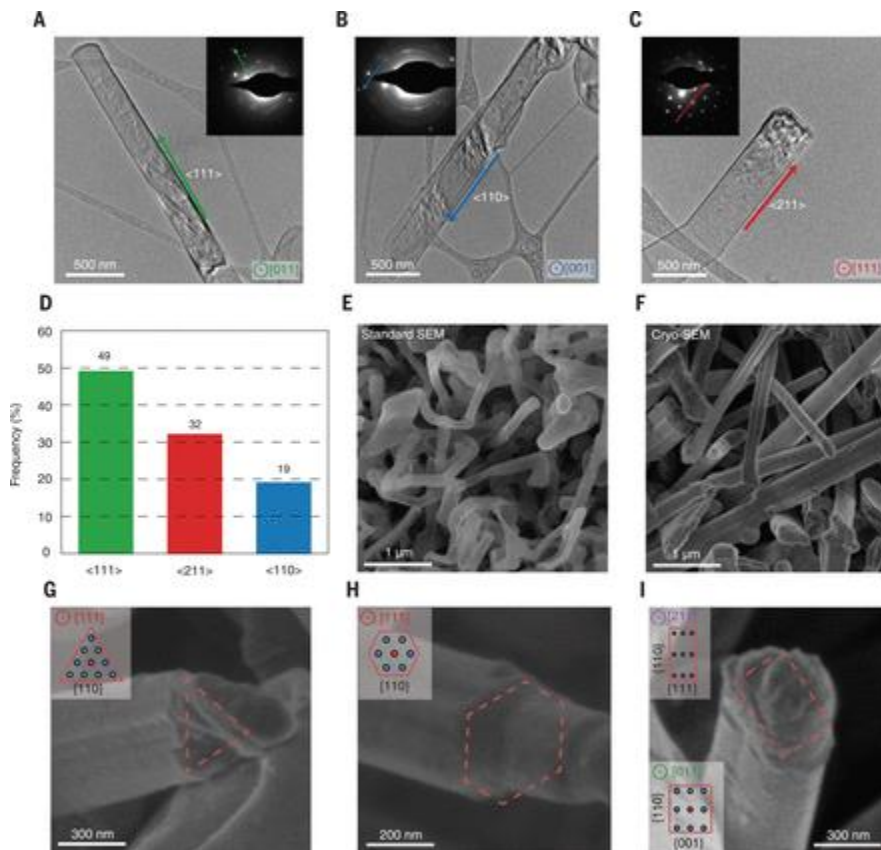 A
<111>
500 nm
[011]
B
<110>
500 nm
[001]
C
<211>
500 nm
[111]
D
Frequency (%)
60
50
40
30
20
10
0
49
32
19
<111>
<211>
<110>
E
Standard SEM
1 μm
F
Cryo-SEM
1 μm
G
[111]
{110}
300 nm
H
{110}
200 nm
I
[211]
{110}
{111}
[011]
{110}
{001}
300 nm